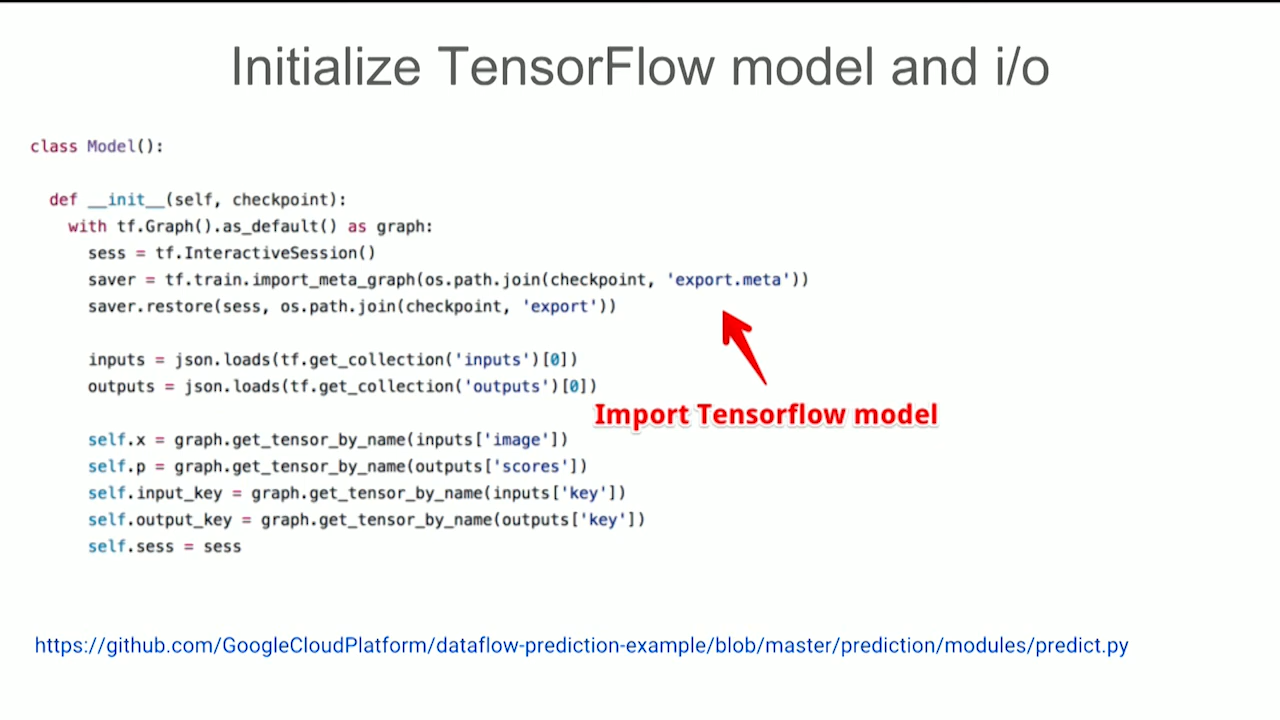 Initialize TensorFlow model and i/o
class Model():
def __init__(self, checkpoint):
with tf.Graph().as_default() as graph:
sess = tf.InteractiveSession()
saver = tf.train.import_meta_graph(os.path.join(checkpoint, 'export.meta'))
saver.restore(sess, os.path.join(checkpoint, 'export'))
inputs = json.loads(tf.get_collection('inputs')[0])
outputs = json.loads(tf.get_collection('outputs')[0])
Import Tensorflow model
self.x = graph.get_tensor_by_name(inputs['image'])
self.p = graph.get_tensor_by_name(outputs['scores'])
self.input_key = graph.get_tensor_by_name(inputs['key'])
self.output_key = graph.get_tensor_by_name(outputs['key'])
self.sess = sess
https://github.com/GoogleCloudPlatform/dataflow-prediction-example/blob/master/prediction/modules/predict.py